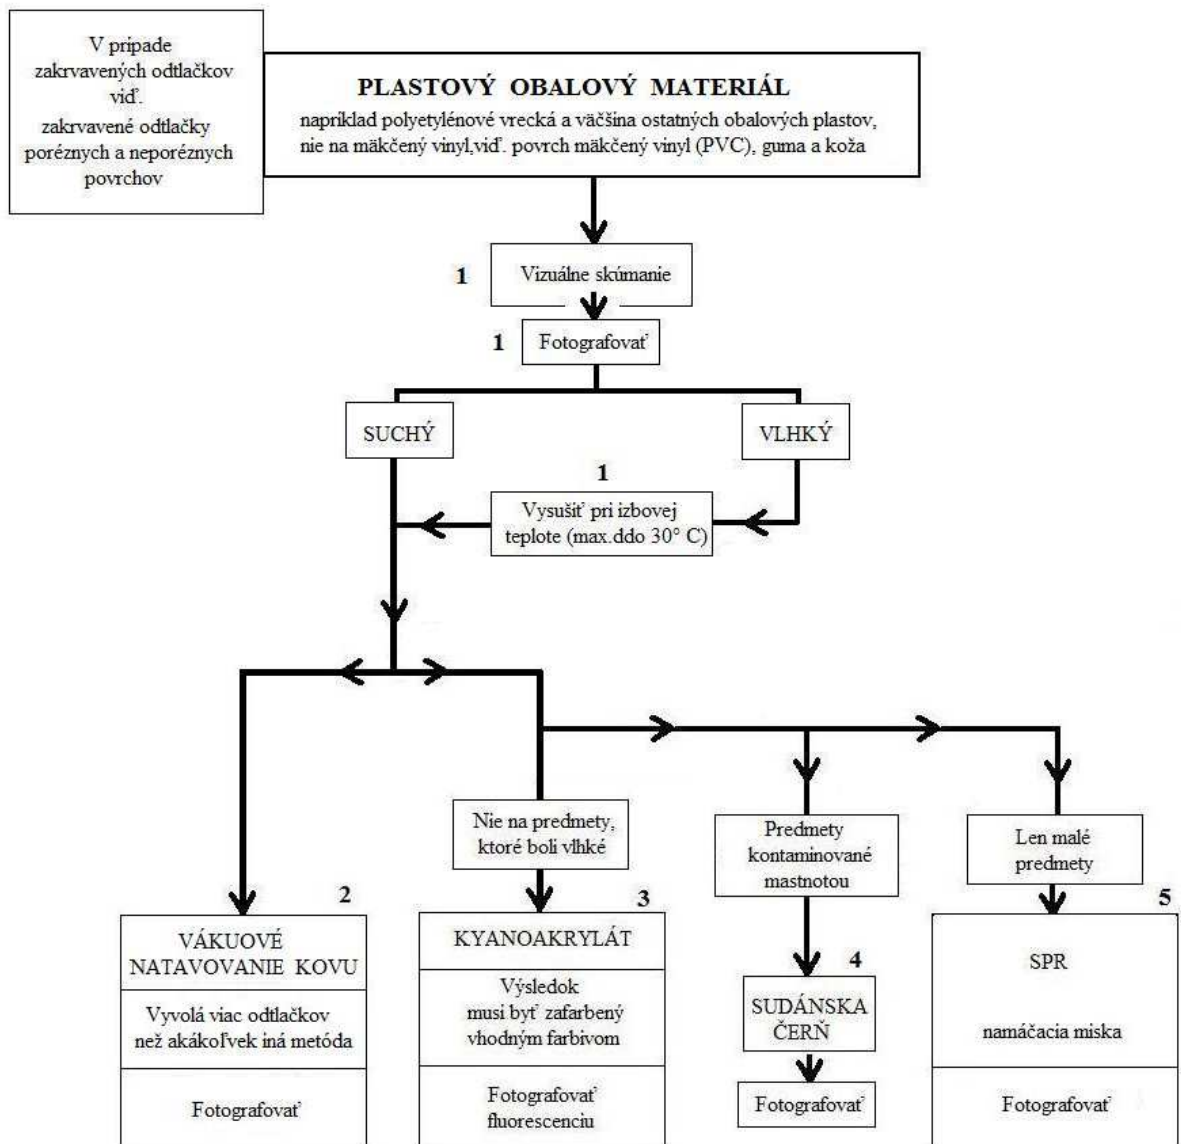 V pripade
zakrvavených odtlačkov
viď.
zakrvavené odtlačky
poréznych a neporéznych
povrchov
PLASTOVÝ OBALOVÝ MATERIÁL
napriklad polyetylénové vrecká a väčšina ostatných obalových plastov,
nie na mäkčený vinyl,viď. povrch mäkčený vinyl (PVC), guma a koža
1
Vizuálne skúmanie
1
Fotografovať
SUCHÝ
VLHKÝ
1
Vysušiť pri izbovej
teplote (max.ddo 30° C)
Nie na predmety,
ktoré boli vlhké
Predmety
kontaminované
mastnotou
Len malé
predmety
2
VÁKUOVÉ
NATAVOVANIE KOVU
Vyvolá viac odtlačkov
než akákoľvek iná metóda
Fotografovať
3
KYANOAKRYLÁT
Výsledok
musi byť zafarbený
vhodným farbivom
Fotografovať
fluorescenciu
4
SUDÁNSKA
ČERŇ
Fotografovať
5
SPR
namáčacia miska
Fotografovať